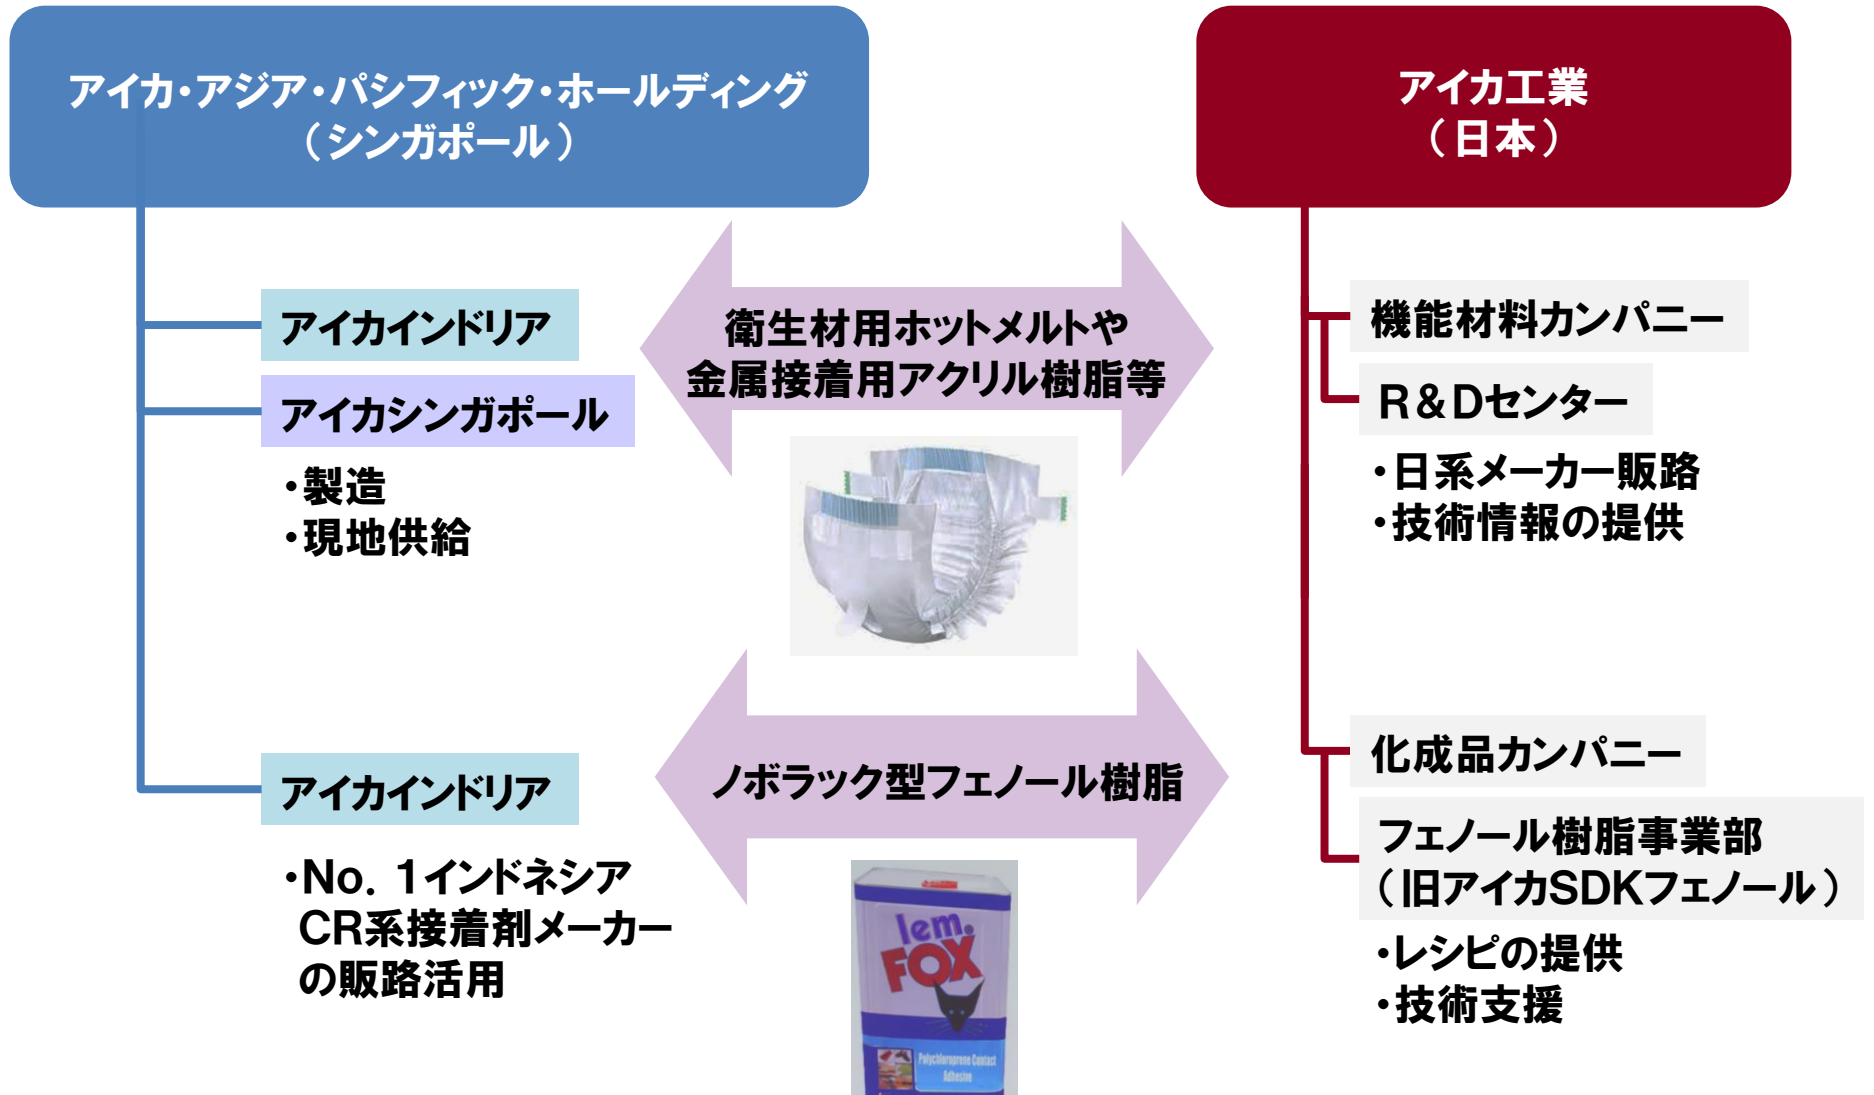 アイカ・アジア・パシフィック・ホールディング
（シンガポール）
アイカ工業
（日本）
アイカインドリア
アイカシンガポール
・製造
・現地供給
衛生材用ホットメルトや
金属接着用アクリル樹脂等
機能材料カンパニー
R＆Dセンター
・日系メーカー販路
・技術情報の提供
アイカインドリア
・No．1インドネシア
CR系接着剤メーカー
の販路活用
ノボラック型フェノール樹脂
lem.
FOX
Polychloroprene Contact
Adhesive
化成品カンパニー
フェノール樹脂事業部
（旧アイカSDKフェノール）
・レシピの提供
・技術支援